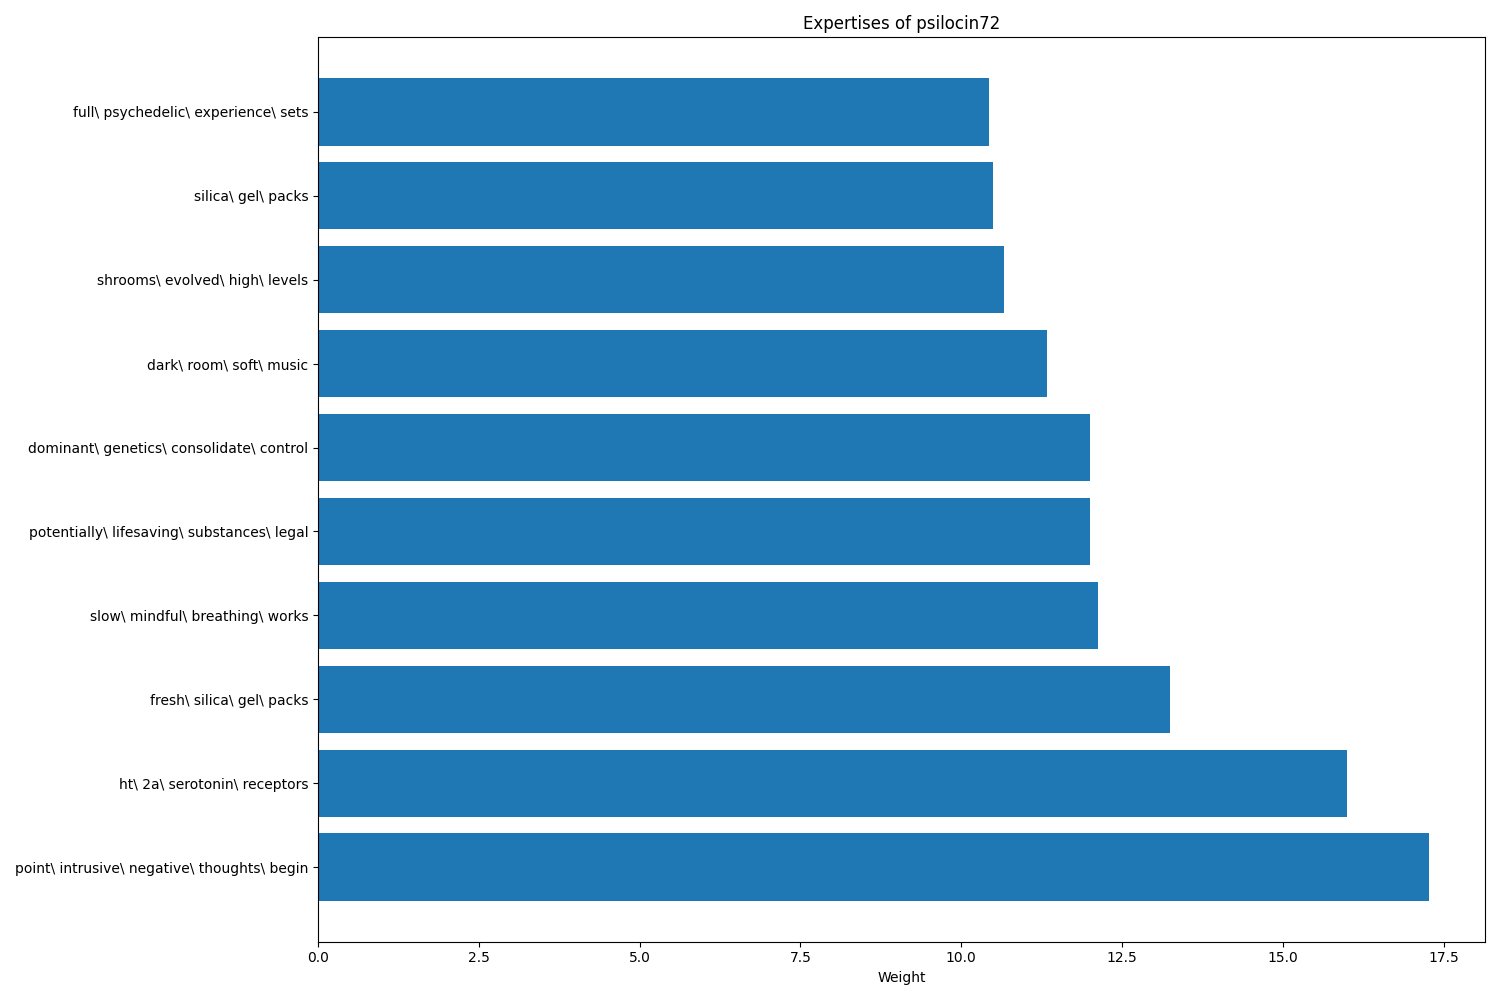 Expertises of psilocin72
full\ psychedelic\ experience\ sets
silica\ gel\ packs
shrooms\ evolved\ high\ levels
dark\ room\ soft\ music
dominant\ genetics\ consolidate\ control
potentially\ lifesaving\ substances\ legal
slow\ mindful\ breathing\ works
fresh\ silica\ gel\ packs
ht\ 2a\ serotonin\ receptors
point\ intrusive\ negative\ thoughts\ begin
0.0 2.5 5.0 7.5 10.0 12.5 15.0 17.5
Weight